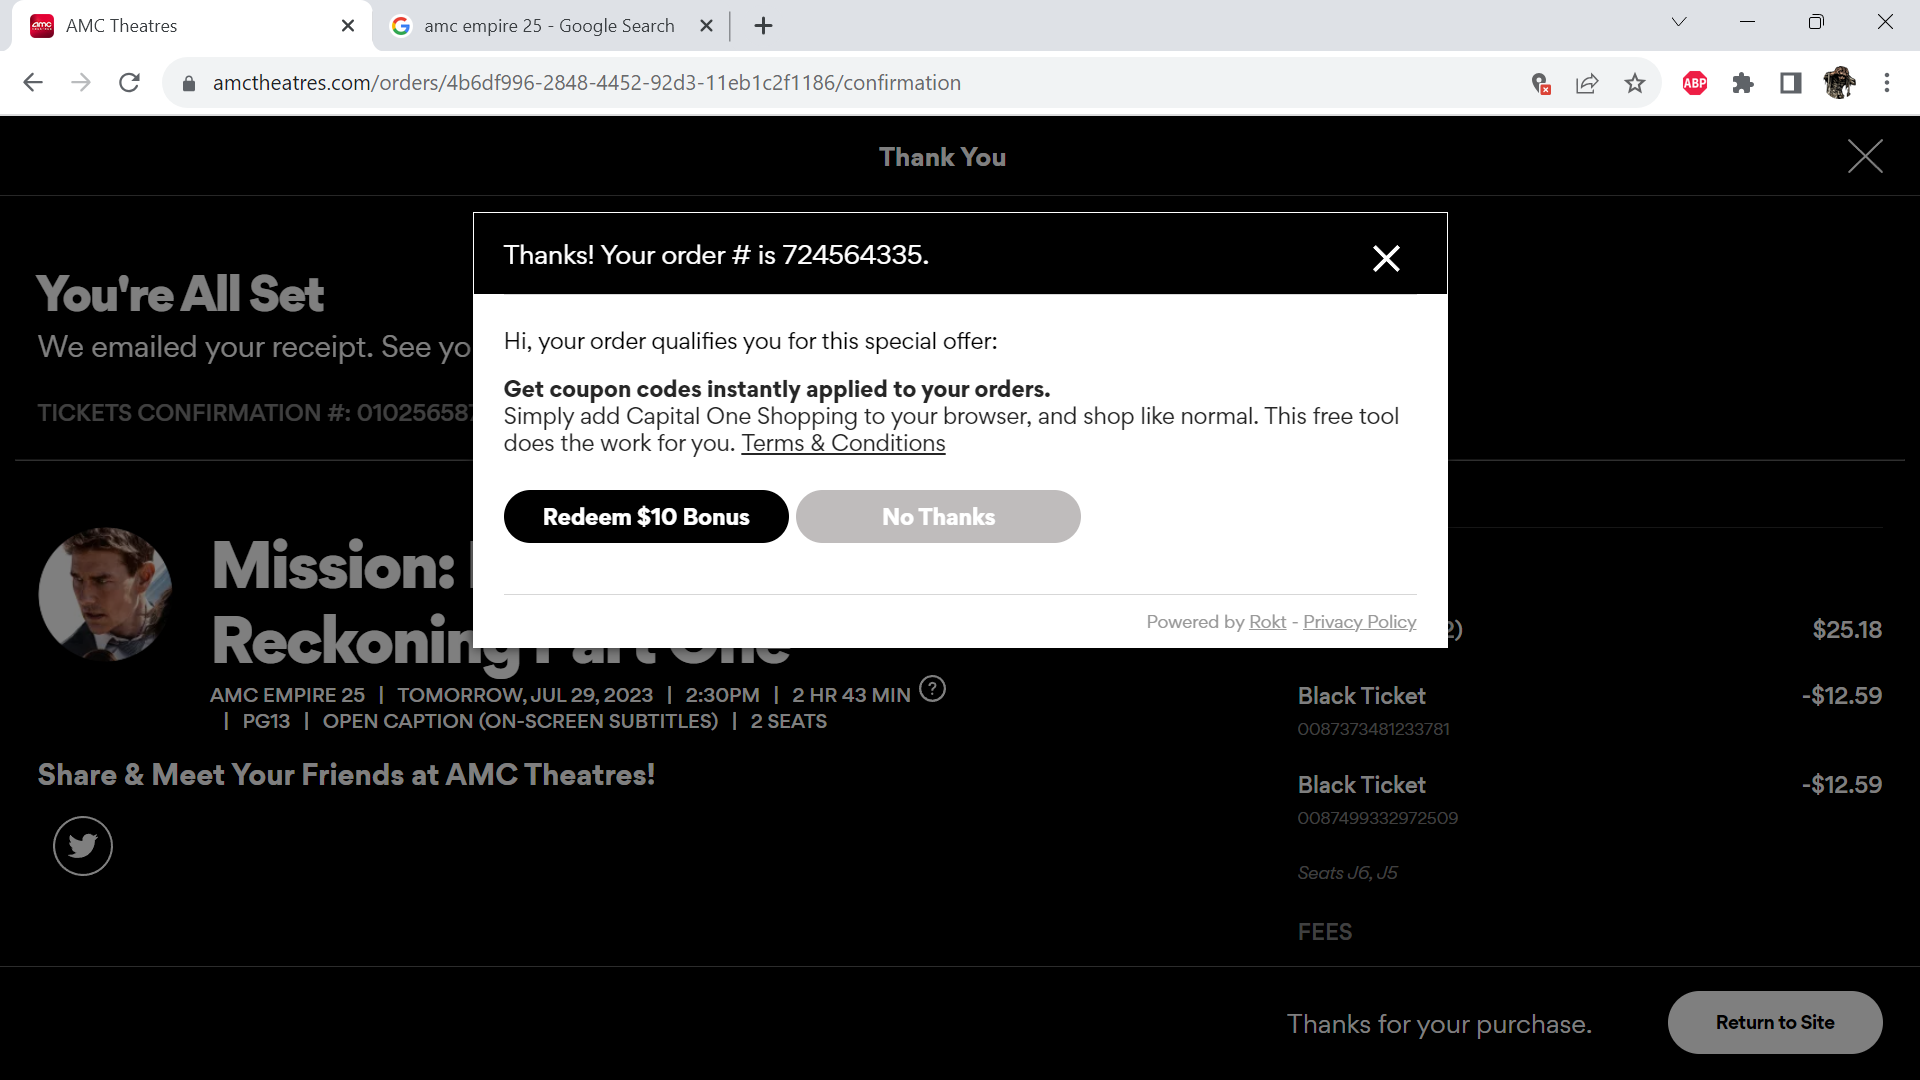 AMC Theatres
amc empire 25 - Google Search
amctheatres.com/orders/4b6df996-2848-4452-92d3-11eb1c2f1186/confirmation
ABP
Thank You
Thanks! Your order # is 724564335.
You're All Set
We emailed your receipt. See yo
TICKETS CONFIRMATION #: 010256587
Hi, your order qualifies you for this special offer:
Get coupon codes instantly applied to your orders.
Simply add Capital One Shopping to your browser, and shop like normal. This free tool
does the work for you. Terms & Conditions
Redeem $10 Bonus
No Thanks
Powered by Rokt - Privacy Policy
Mission:
Reckoning Part One
AMC EMPIRE 25 | TOMORROW, JUL 29, 2023 | 2:30PM | 2 HR 43 MIN ?
| PG13 | OPEN CAPTION (ON-SCREEN SUBTITLES) | 2 SEATS
Share & Meet Your Friends at AMC Theatres!
2) $25.18
Black Ticket -$12.59
0087373481233781
Black Ticket -$12.59
0087499332972509
Seats J6, J5
FEES
Thanks for your purchase.
Return to Site